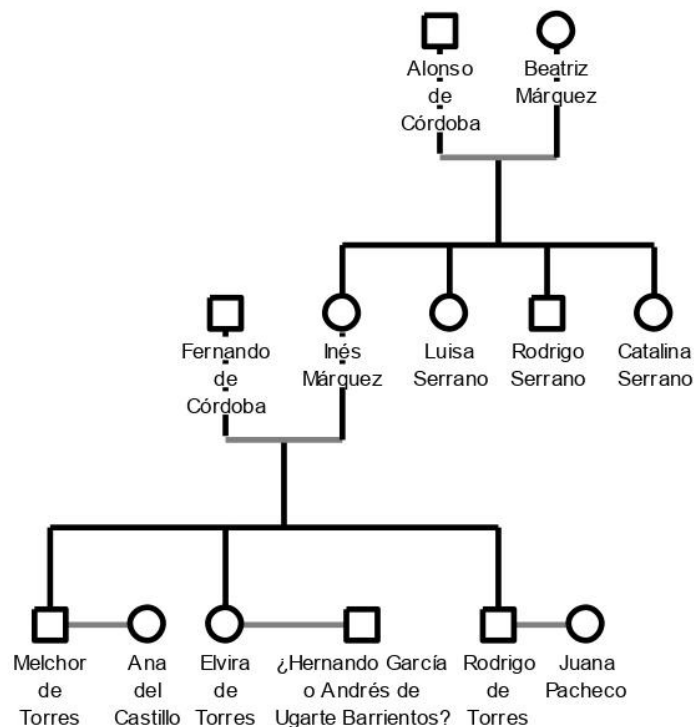 Alonso
de
Córdoba
Beatriz
Márquez
Fernando
de
Córdoba
Inés
Márquez
Luisa
Serrano
Rodrigo
Serrano
Catalina
Serrano
Melchor
de
Torres
Ana
del
Castillo
Elvira
de
Torres
¿Hernando García
o Andrés de
Ugarte Barrientos?
Rodrigo
de
Torres
Juana
Pacheco